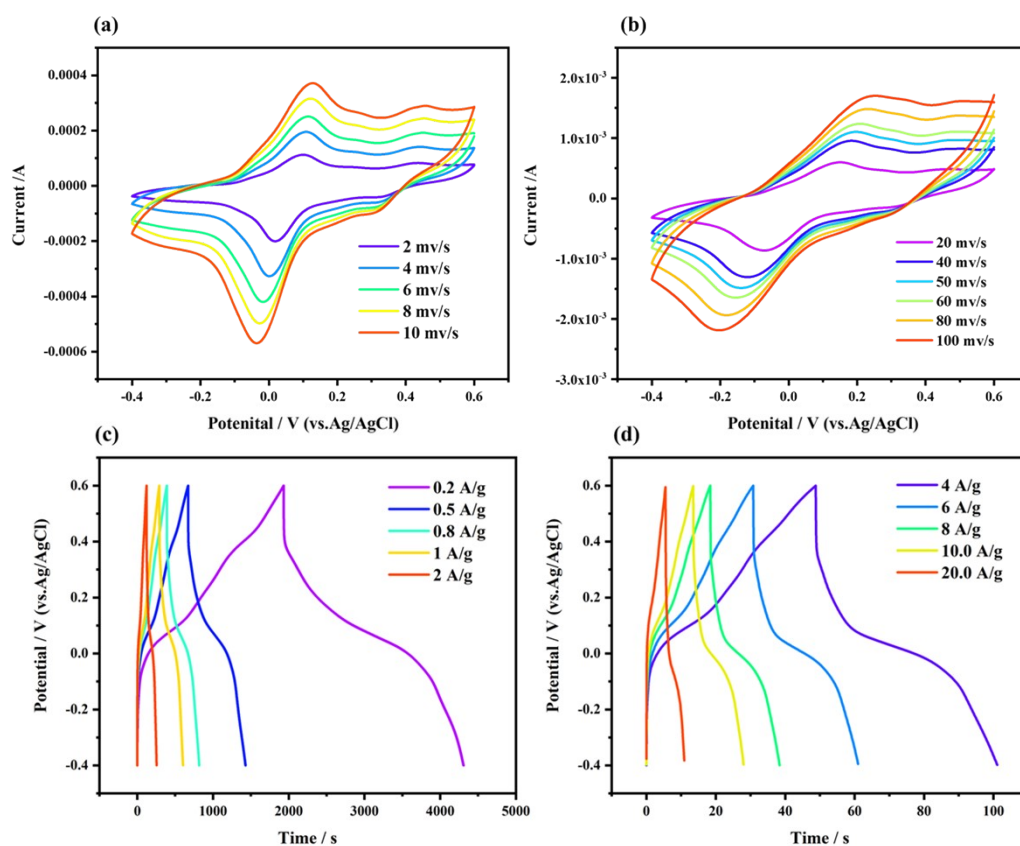 (a)
0.0004
0.0002
0.0000
-0.0002
-0.0004
-0.0006
Current /A
-0.4
-0.2
0.0
0.2
0.4
0.6
Potenital / V (vs.Ag/AgCl)
2 mv/s
4 mv/s
6 mv/s
8 mv/s
10 mv/s
(b)
2.0x10⁻³
1.0x10⁻³
0.0
-1.0x10⁻³
-2.0x10⁻³
-3.0x10⁻³
Current /A
-0.4
-0.2
0.0
0.2
0.4
0.6
Potenital / V (vs.Ag/AgCl)
20 mv/s
40 mv/s
50 mv/s
60 mv/s
80 mv/s
100 mv/s
(c)
0.6
0.4
0.2
0.0
-0.2
-0.4
Potential / V (vs.Ag/AgCl)
0
1000
2000
3000
4000
5000
Time / s
0.2 A/g
0.5 A/g
0.8 A/g
1 A/g
2 A/g
(d)
0.6
0.4
0.2
0.0
-0.2
-0.4
Potential / V (vs.Ag/AgCl)
0
20
40
60
80
100
Time / s
4 A/g
6 A/g
8 A/g
10.0 A/g
20.0 A/g